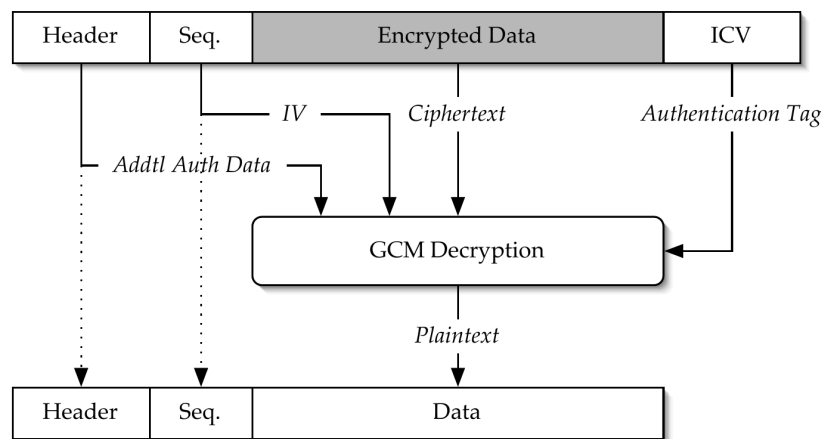 Header Seq. Encrypted Data ICV
IV Ciphertext Authentication Tag
Addtl Auth Data
GCM Decryption
Plaintext
Header Seq. Data